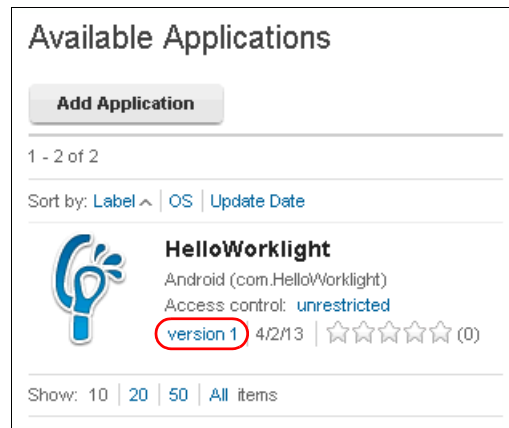 Available Applications
Add Application
1 - 2 of 2
Sort by: Label | OS | Update Date
HelloWorklight
Android (com.HelloWorklight)
Access control: unrestricted
version 1 4/2/13 | (0)
Show: 10 | 20 | 50 | All items